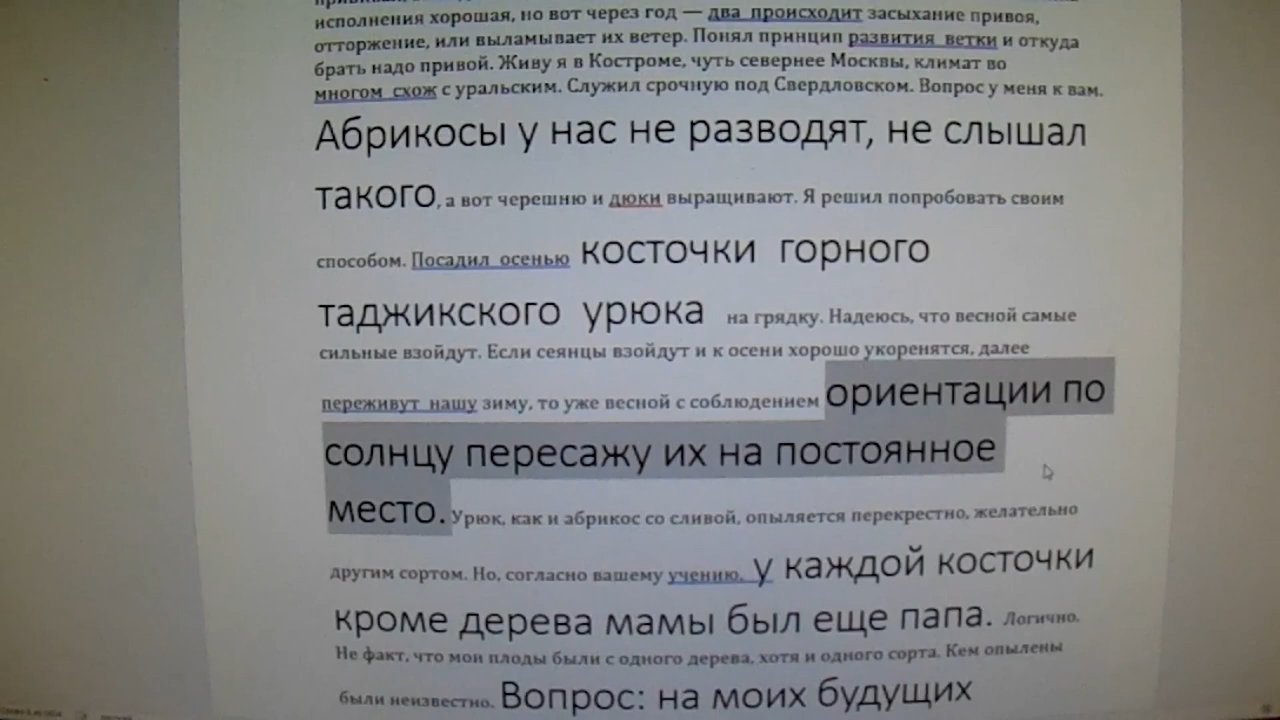 исполнения хорошая, но вот через год — два происходит засыхание привоя,
отторжение, или выламывает их ветер. Понял принцип развития ветки и откуда
брать надо привой. Живу я в Костроме, чуть севернее Москвы, климат во
многом схож с уральским. Служил срочную под Свердловском. Вопрос у меня к вам.
Абрикосы у нас не разводят, не слышал
такого, а вот черешню и дюки выращивают. Я решил попробовать своим
способом. Посадил осенью косточки горного
таджикского урюка на грядку. Надеюсь, что весной самые
сильные взойдут. Если сеянцы взойдут и к осени хорошо укоренятся, далее
переживут нашу зиму, то уже весной с соблюдением ориентации по
солнцу пересажу их на постоянное
место. Урюк, как и абрикос со сливой, опыляется перекрестно, желательно
другим сортом. Но, согласно вашему учению, у каждой косточки
кроме дерева мамы был еще папа. Логично.
Не факт, что мои плоды были с одного дерева, хотя и одного сорта. Кем опылены
были неизвестно. Вопрос: на моих будущих